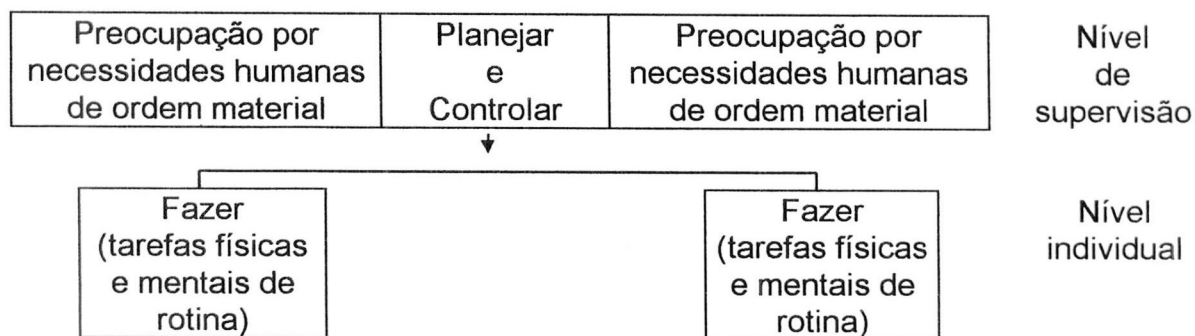 Preocupação por
necessidades humanas
de ordem material
Planejar
e
Controlar
Preocupação por
necessidades humanas
de ordem material
Nível
de
supervisão
Fazer
(tarefas físicas
e mentais de
rotina)
Fazer
(tarefas físicas
e mentais de
rotina)
Nível
individual